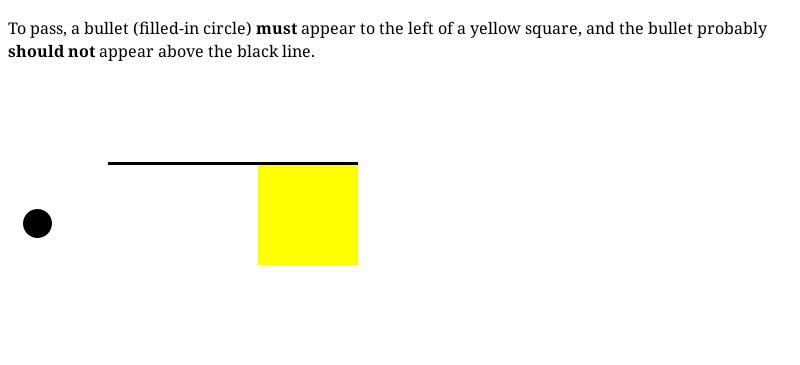 To pass, a bullet (filled-in circle) must appear to the left of a yellow square, and the bullet probably
should not appear above the black line.